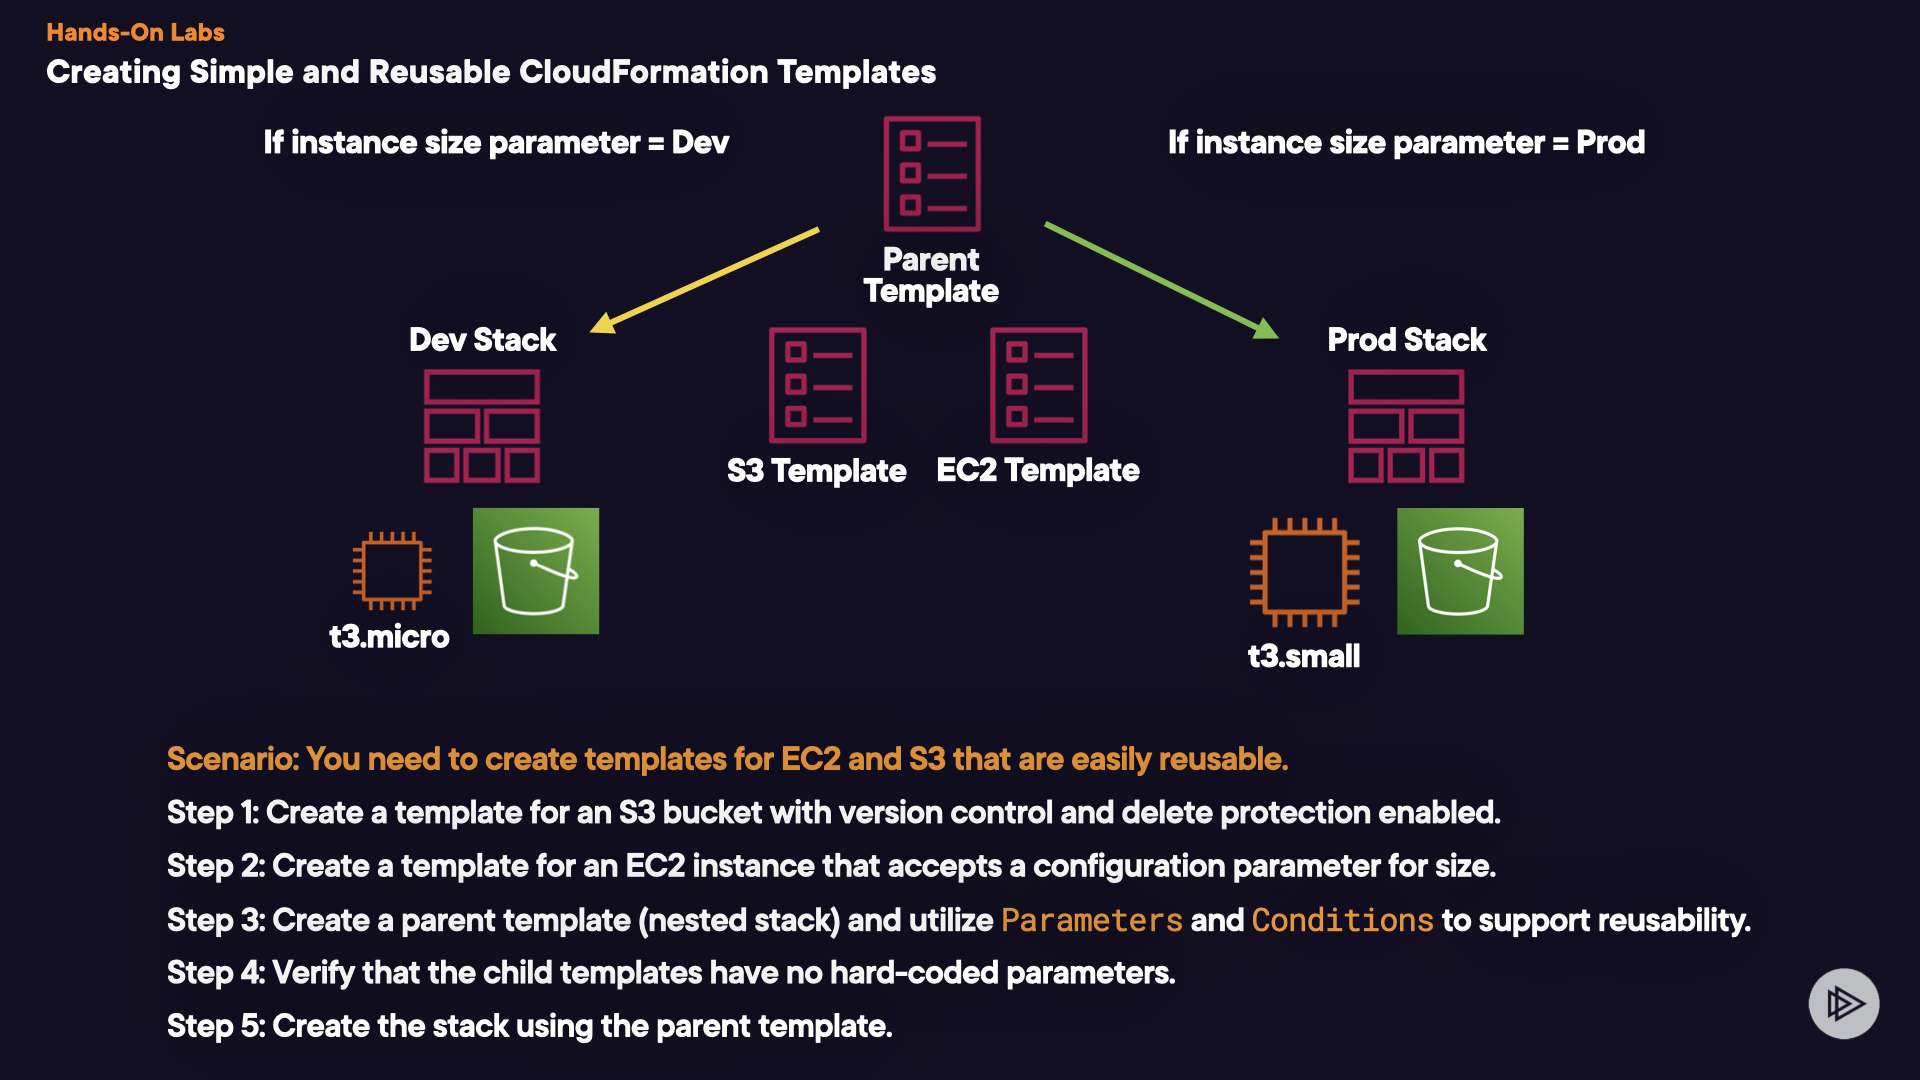 Hands-On Labs
Creating Simple and Reusable CloudFormation Templates
If instance size parameter = Dev
If instance size parameter = Prod
Parent
Template
Dev Stack
Prod Stack
S3 Template
EC2 Template
t3.micro
t3.small
Scenario: You need to create templates for EC2 and S3 that are easily reusable.
Step 1: Create a template for an S3 bucket with version control and delete protection enabled.
Step 2: Create a template for an EC2 instance that accepts a configuration parameter for size.
Step 3: Create a parent template (nested stack) and utilize Parameters and Conditions to support reusability.
Step 4: Verify that the child templates have no hard-coded parameters.
Step 5: Create the stack using the parent template.